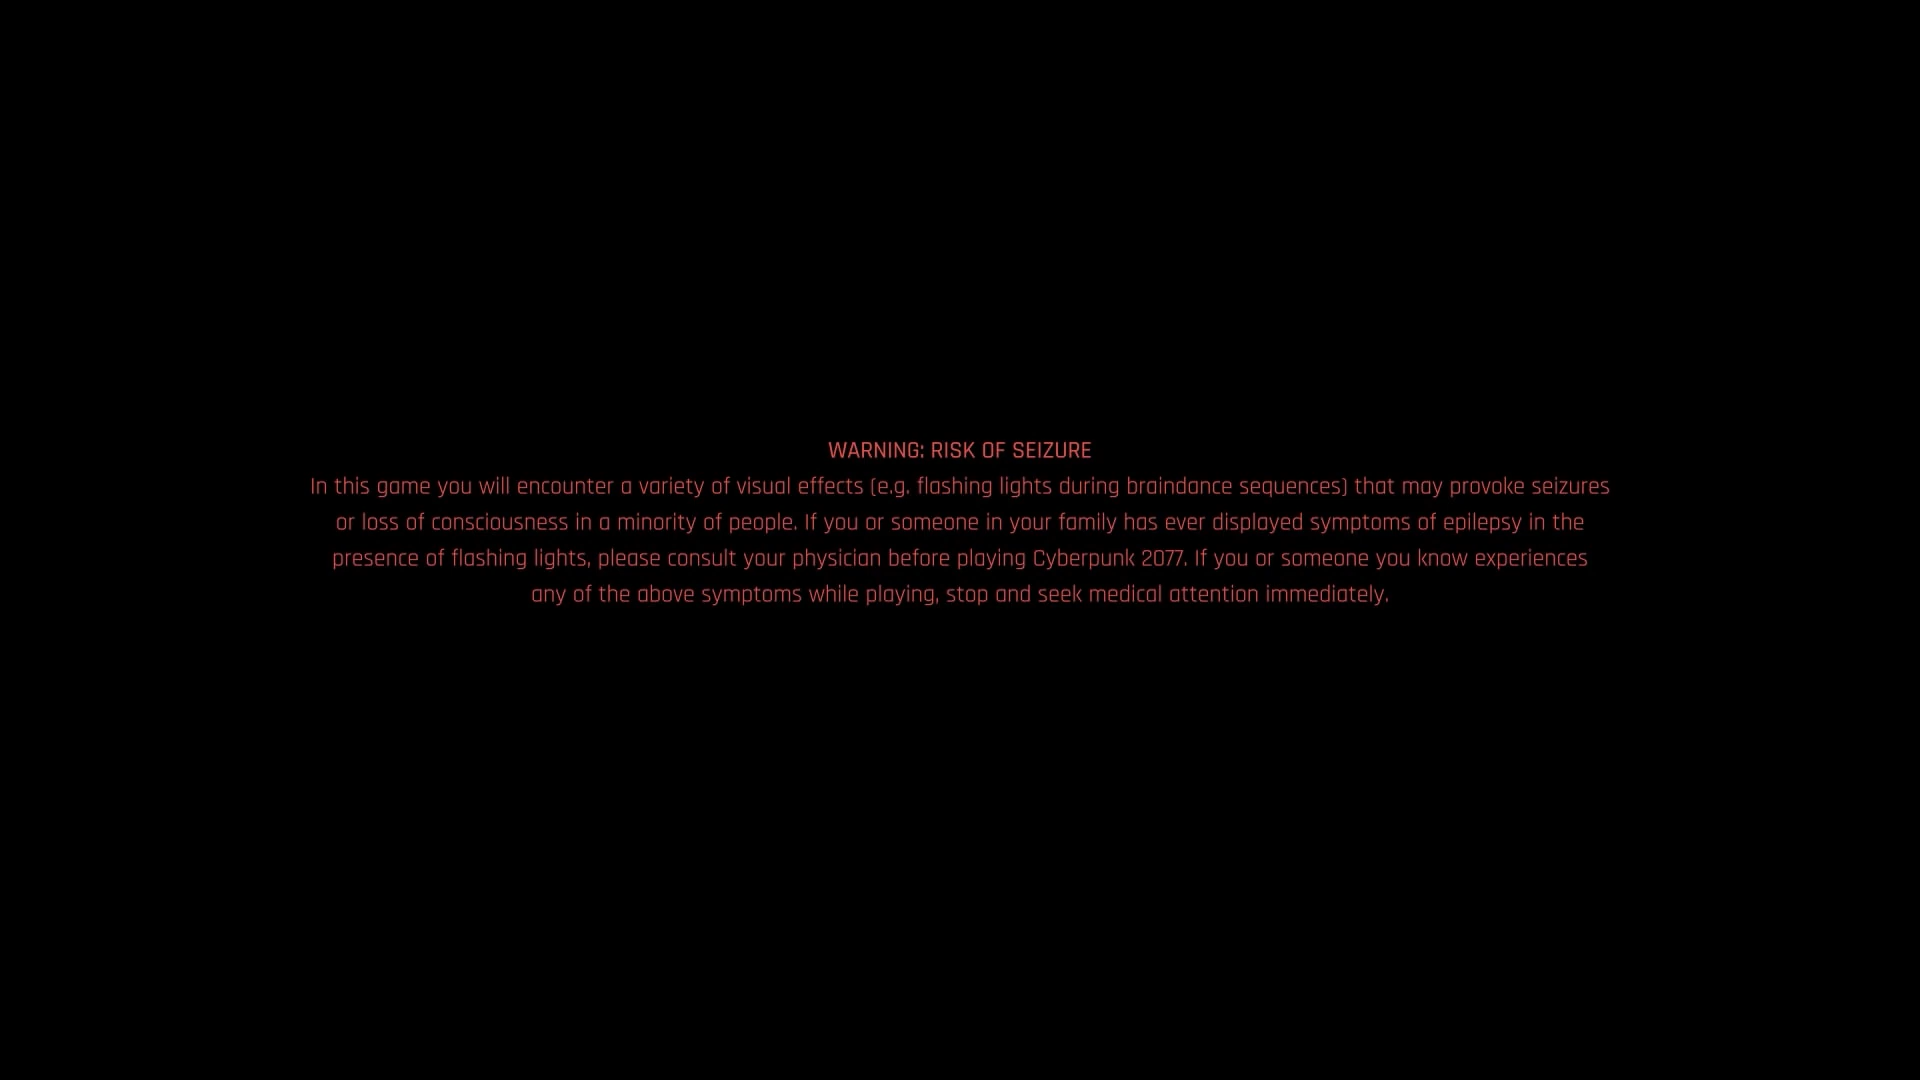 WARNING: RISK OF SEIZURE
In this game you will encounter a variety of visual effects (e.g. flashing lights during braindance sequences) that may provoke seizures
or loss of consciousness in a minority of people. If you or someone in your family has ever displayed symptoms of epilepsy in the
presence of flashing lights, please consult your physician before playing Cyberpunk 2077. If you or someone you know experiences
any of the above symptoms while playing, stop and seek medical attention immediately.